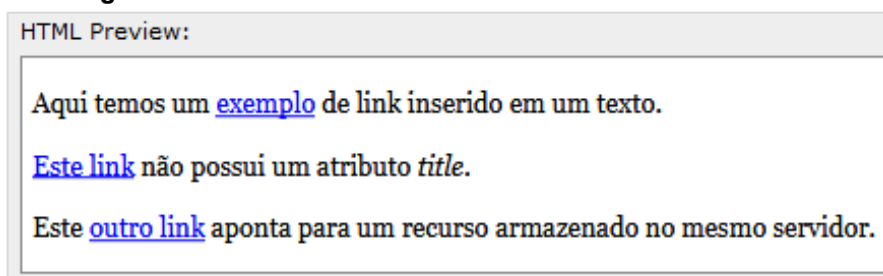 HTML Preview:
Aqui temos um exemplo de link inserido em um texto.
Este link não possui um atributo title.
Este outro link aponta para um recurso armazenado no mesmo servidor.